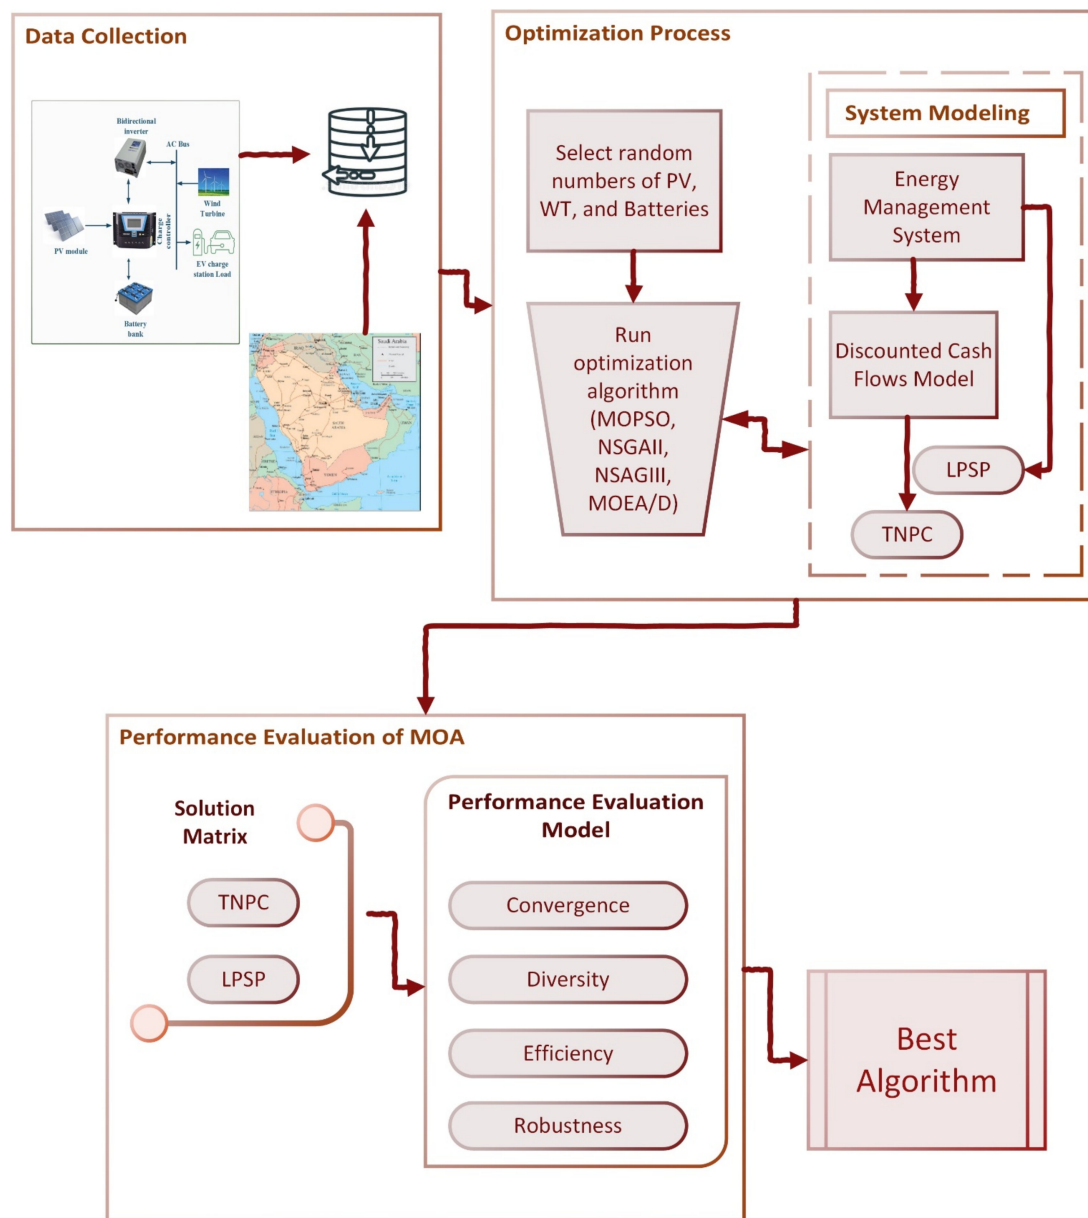 Data Collection
Bidirectional
inverter
AC Bus
Wind
Turbine
PV module
Charge
controller
EV charge
station Load
Battery
bank
Saudi Arabia
Optimization Process
Select random
numbers of PV,
WT, and Batteries
Run
optimization
algorithm
(MOPSO,
NSGAII,
NSAGIII,
MOEA/D)
System Modeling
Energy
Management
System
Discounted Cash
Flows Model
LPSP
TNPC
Performance Evaluation of MOA
Solution
Matrix
TNPC
LPSP
Performance Evaluation
Model
Convergence
Diversity
Efficiency
Robustness
Best
Algorithm